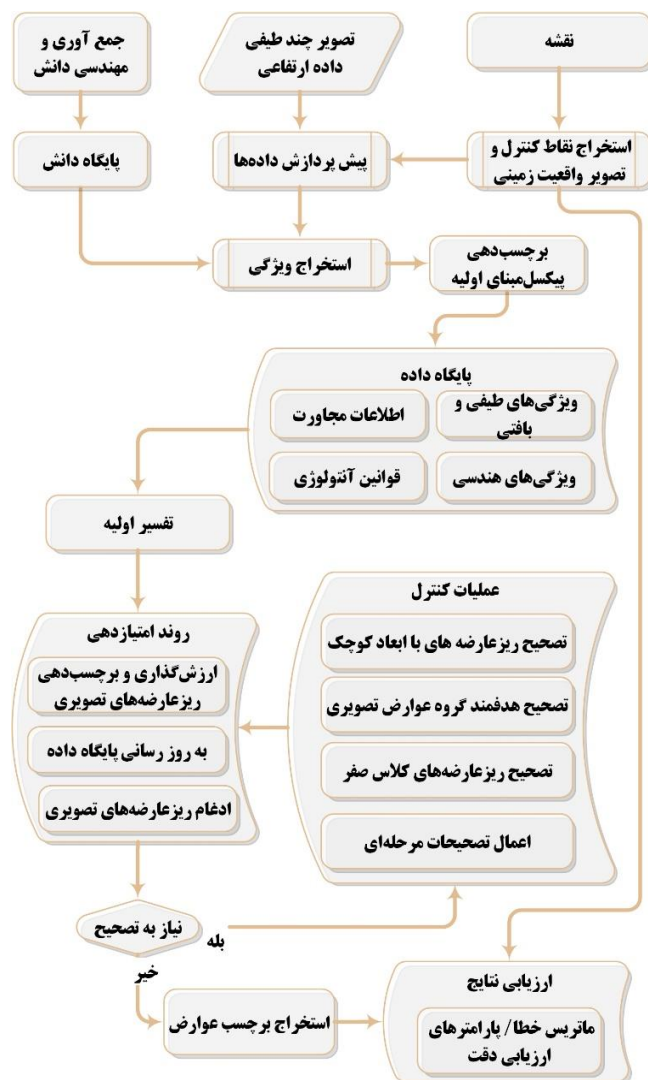 نقشه
تصویر چند طیفی
داده ارتفاعی
جمع آوری و
مهندسی دانش
استخراج نقاط کنترل و
تصویر واقعیت زمینی
پیش پردازش داده‌ها
پایگاه دانش
استخراج ویژگی
برچسب‌دهی
پیکسل‌مبنای اولیه
پایگاه داده
ویژگی‌های طیفی و
بافتی
اطلاعات مجاورت
ویژگی‌های هندسی
قوانین آنتولوژی
تفسیر اولیه
عملیات کنترل
تصحیح ریزعارضه های با ابعاد کوچک
تصحیح هدفمند گروه عوارض تصویری
تصحیح ریزعارضه‌های کلاس صفر
اعمال تصحیحات مرحله‌ای
روند امتیازدهی
ارزش‌گذاری و برچسب‌دهی
ریزعارضه‌های تصویری
به روز رسانی پایگاه داده
ادغام ریزعارضه‌های تصویری
نیاز به تصحیح
بله
خیر
استخراج برچسب عوارض
ارزیابی نتایج
ماتریس خطا/ پارامترهای
ارزیابی دقت